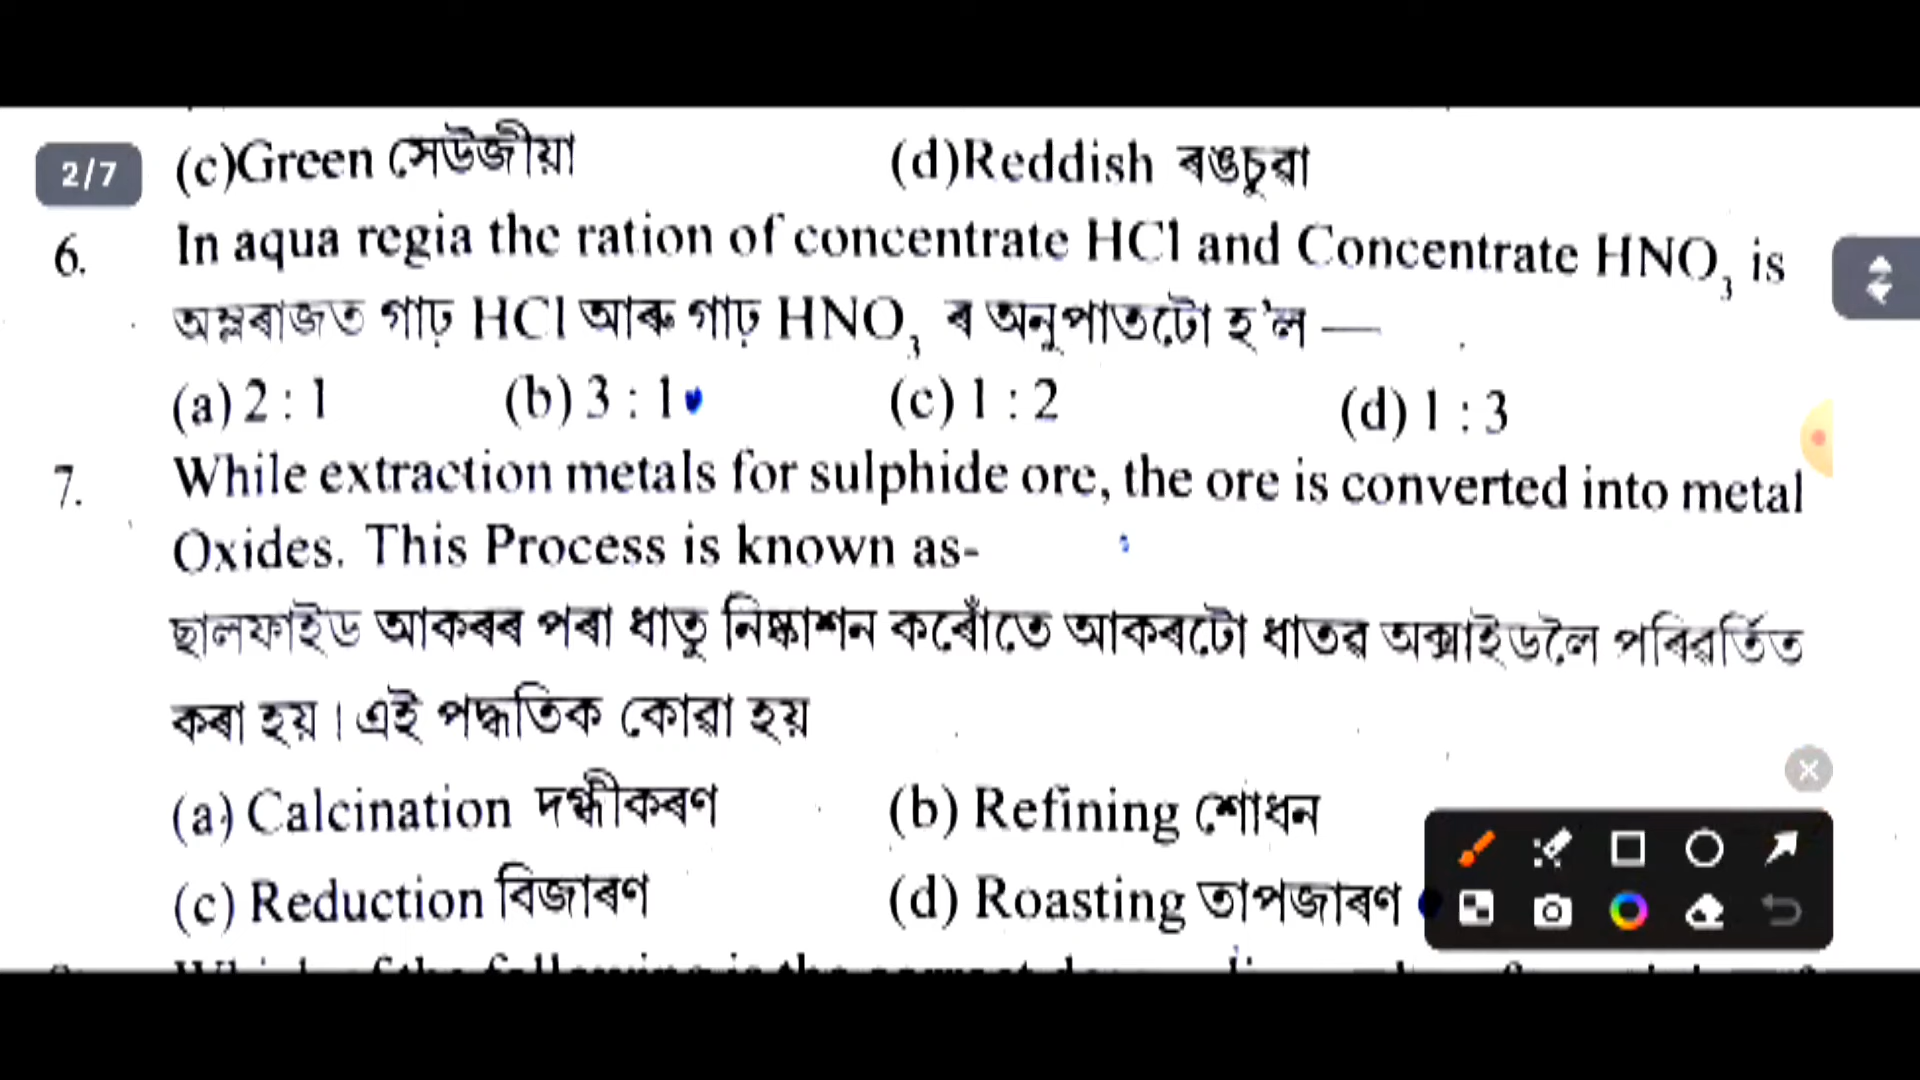 2/7
(c)Green সেউজীয়া (d)Reddish ৰঙচুৱা
6. In aqua regia the ration of concentrate HCl and Concentrate HNO3 is
অম্লৰাজত গাঢ় HCl আৰু গাঢ় HNO3 ৰ অনুপাতটো হ'ল —
(a) 2 : 1 (b) 3 : 1 (c) 1 : 2 (d) 1 : 3
7. While extraction metals for sulphide ore, the ore is converted into metal
Oxides. This Process is known as-
ছালফাইড আকৰৰ পৰা ধাতু নিষ্কাশন কৰোঁতে আকৰটো ধাতৱ অক্সাইডলৈ পৰিৱৰ্তিত
কৰা হয়। এই পদ্ধতিক কোৱা হয়
(a) Calcination দগ্ধীকৰণ (b) Refining শোধন
(c) Reduction বিজাৰণ (d) Roasting তাপজাৰণ